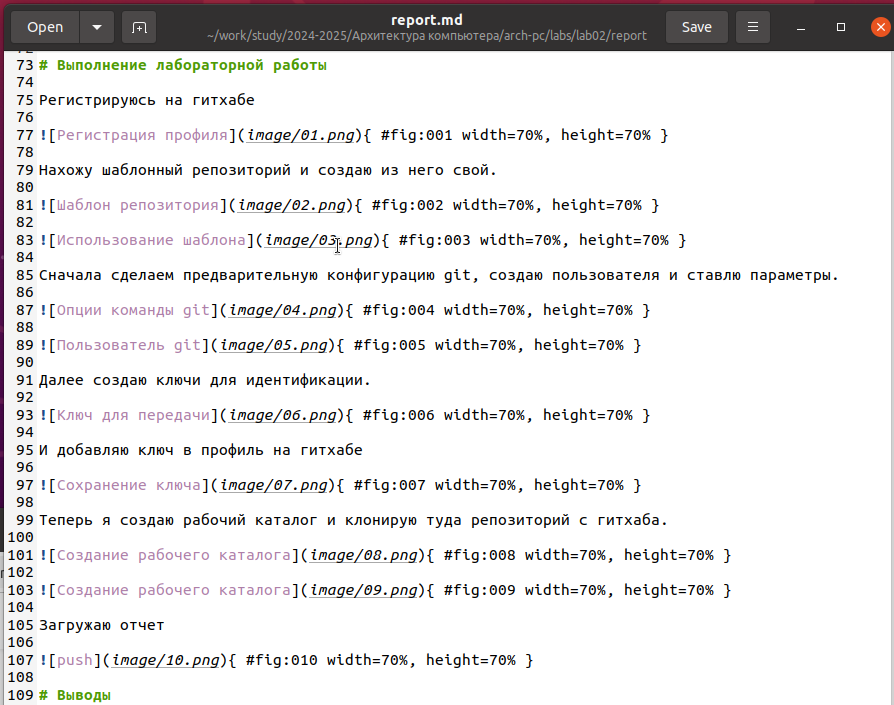 Open
report.md
~/work/study/2024-2025/Архитектура компьютера/arch-pc/labs/lab02/report
Save
72
73 # Выполнение лабораторной работы
74
75 Регистрируюсь на гитхабе
76
77 ![Регистрация профиля](image/01.png){ #fig:001 width=70%, height=70% }
78
79 Нахожу шаблонный репозиторий и создаю из него свой.
80
81 ![Шаблон репозитория](image/02.png){ #fig:002 width=70%, height=70% }
82
83 ![Использование шаблона](image/03.png){ #fig:003 width=70%, height=70% }
84
85 Сначала сделаем предварительную конфигурацию git, создаю пользователя и ставлю параметры.
86
87 ![Опции команды git](image/04.png){ #fig:004 width=70%, height=70% }
88
89 ![Пользователь git](image/05.png){ #fig:005 width=70%, height=70% }
90
91 Далее создаю ключи для идентификации.
92
93 ![Ключ для передачи](image/06.png){ #fig:006 width=70%, height=70% }
94
95 И добавляю ключ в профиль на гитхабе
96
97 ![Сохранение ключа](image/07.png){ #fig:007 width=70%, height=70% }
98
99 Теперь я создаю рабочий каталог и клонирую туда репозиторий с гитхаба.
100
101 ![Создание рабочего каталога](image/08.png){ #fig:008 width=70%, height=70% }
102
103 ![Создание рабочего каталога](image/09.png){ #fig:009 width=70%, height=70% }
104
105 Загружаю отчет
106
107 ![push](image/10.png){ #fig:010 width=70%, height=70% }
108
109 # Выводы